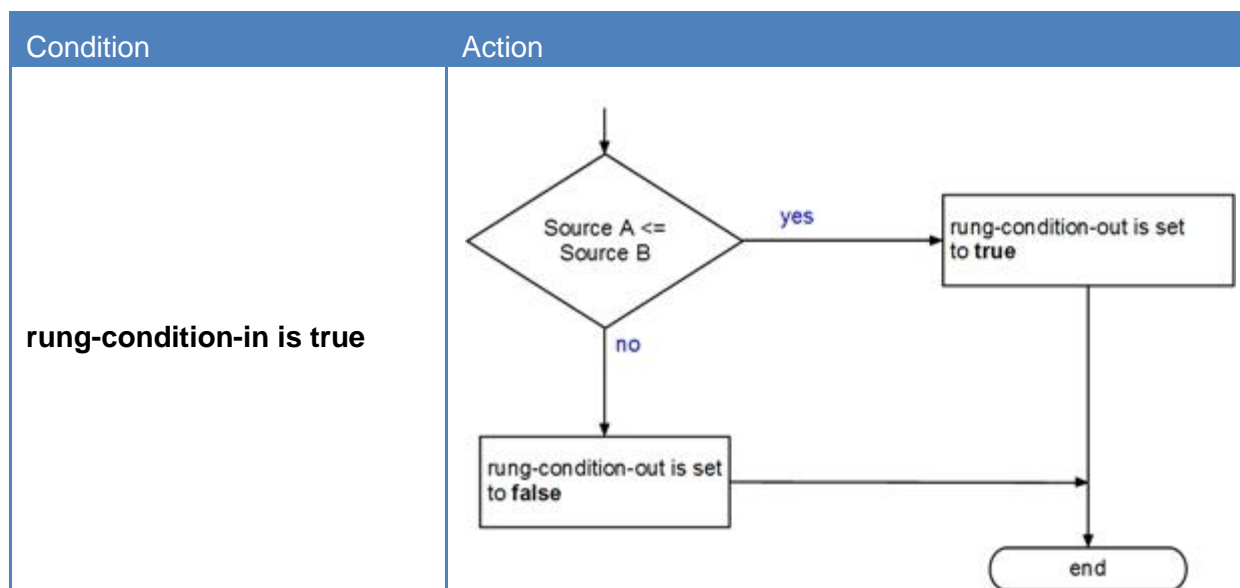 Condition
Action
Source A <=
Source B
yes
rung-condition-out is set
to true
rung-condition-in is true
no
rung-condition-out is set
to false
end